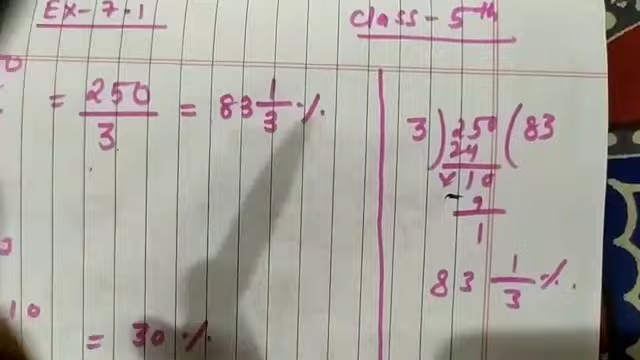 Ex-7.1
Class-5th
= 250/3 = 83 1/3 %
3)250(83
24
×10
- 9
1
83 1/3 %.
10
= 30 %